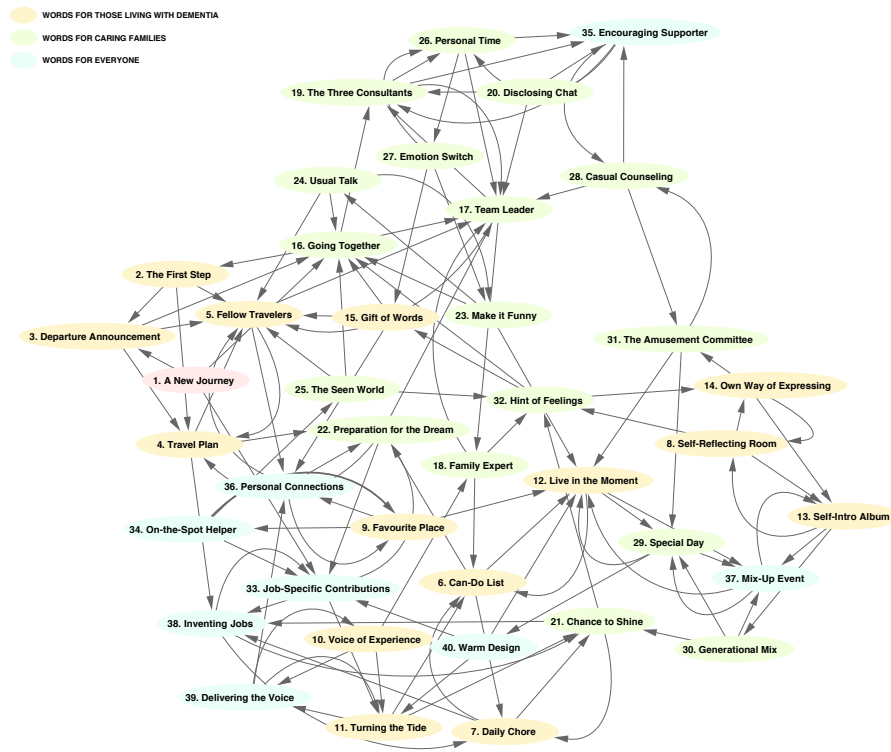 WORDS FOR THOSE LIVING WITH DEMENTIA
WORDS FOR CARING FAMILIES
WORDS FOR EVERYONE
35. Encouraging Supporter
26. Personal Time
19. The Three Consultants
20. Disclosing Chat
27. Emotion Switch
24. Usual Talk
28. Casual Counseling
17. Team Leader
16. Going Together
2. The First Step
5. Fellow Travelers
15. Gift of Words
23. Make it Funny
3. Departure Announcement
31. The Amusement Committee
1. A New Journey
25. The Seen World
14. Own Way of Expressing
32. Hint of Feelings
22. Preparation for the Dream
4. Travel Plan
8. Self-Reflecting Room
18. Family Expert
12. Live in the Moment
36. Personal Connections
13. Self-Intro Album
34. On-the-Spot Helper
9. Favourite Place
29. Special Day
37. Mix-Up Event
6. Can-Do List
33. Job-Specific Contributions
38. Inventing Jobs
21. Chance to Shine
10. Voice of Experience
40. Warm Design
30. Generational Mix
39. Delivering the Voice
11. Turning the Tide
7. Daily Chore